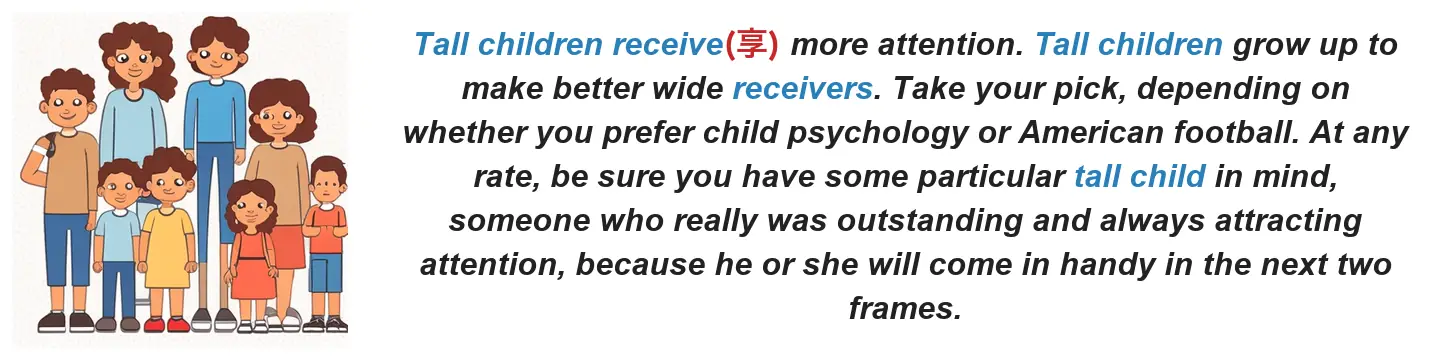 Tall children receive(享) more attention. Tall children grow up to
make better wide receivers. Take your pick, depending on
whether you prefer child psychology or American football. At any
rate, be sure you have some particular tall child in mind,
someone who really was outstanding and always attracting
attention, because he or she will come in handy in the next two
frames.